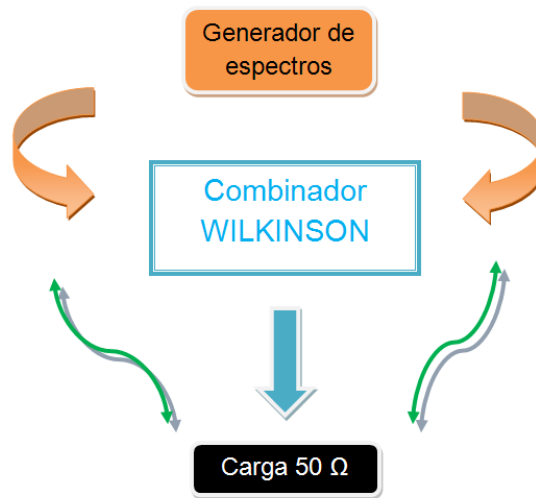 Generador de
espectros
Combinador
WILKINSON
Carga 50 Ω